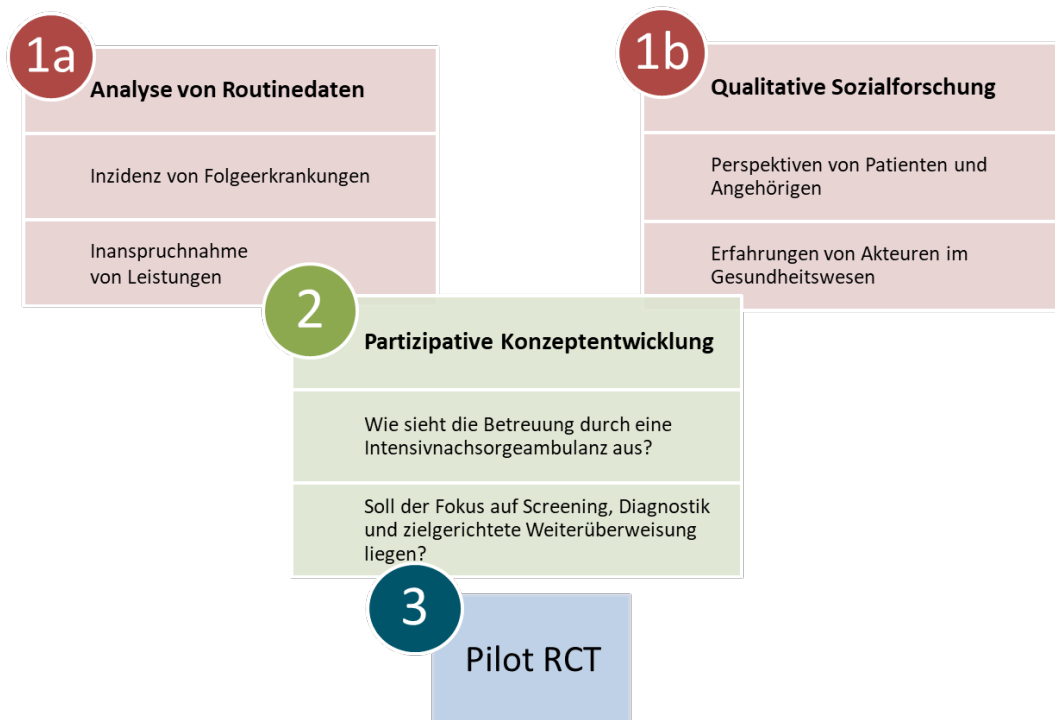 1a
Analyse von Routinedaten
Inzidenz von Folgeerkrankungen
Inanspruchnahme
von Leistungen
1b
Qualitative Sozialforschung
Perspektiven von Patienten und
Angehörigen
Erfahrungen von Akteuren im
Gesundheitswesen
2
Partizipative Konzeptentwicklung
Wie sieht die Betreuung durch eine
Intensivnachsorgeambulanz aus?
Soll der Fokus auf Screening, Diagnostik
und zielgerichtete Weiterüberweisung
liegen?
3
Pilot RCT